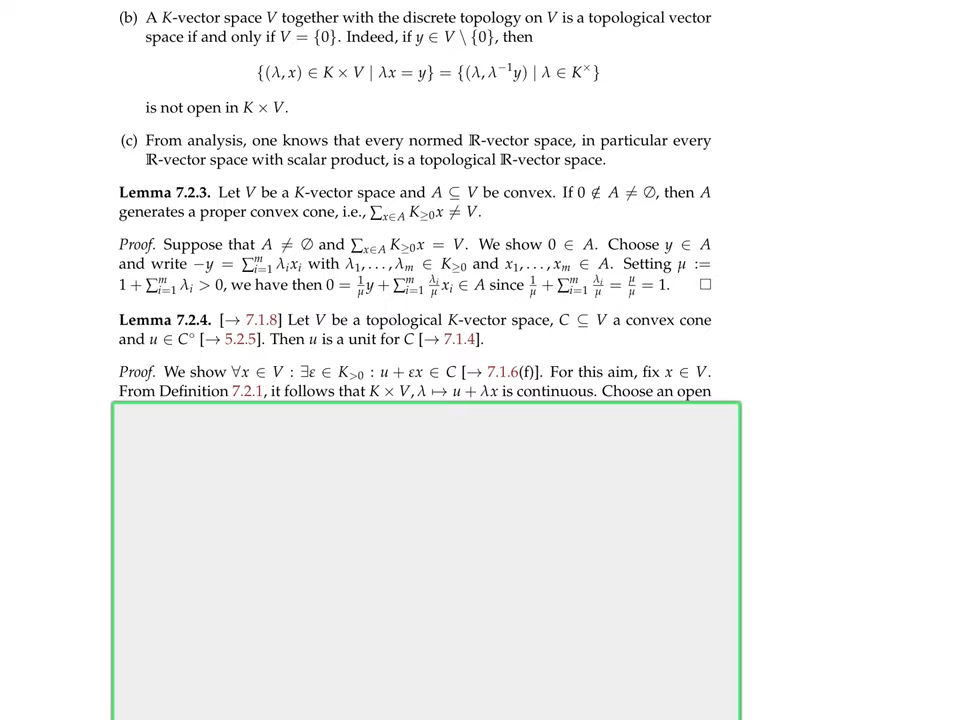 (b) A K-vector space V together with the discrete topology on V is a topological vector
space if and only if V = {0}. Indeed, if y ∈ V \ {0}, then
{(λ, x) ∈ K × V | λx = y} = {(λ, λ⁻¹y) | λ ∈ K^×}
is not open in K × V.
(c) From analysis, one knows that every normed ℝ-vector space, in particular every
ℝ-vector space with scalar product, is a topological ℝ-vector space.
Lemma 7.2.3. Let V be a K-vector space and A ⊆ V be convex. If 0 ∉ A ≠ ∅, then A
generates a proper convex cone, i.e., ∑_{x∈A} K_{≥0}x ≠ V.
Proof. Suppose that A ≠ ∅ and ∑_{x∈A} K_{≥0}x = V. We show 0 ∈ A. Choose y ∈ A
and write −y = ∑_{i=1}^m λ_i x_i with λ_1, . . . , λ_m ∈ K_{≥0} and x_1, . . . , x_m ∈ A. Setting μ :=
1 + ∑_{i=1}^m λ_i > 0, we have then 0 = \frac{1}{μ}y + ∑_{i=1}^m \frac{λ_i}{μ} x_i ∈ A since \frac{1}{μ} + ∑_{i=1}^m \frac{λ_i}{μ} = \frac{μ}{μ} = 1. □
Lemma 7.2.4. [→ 7.1.8] Let V be a topological K-vector space, C ⊆ V a convex cone
and u ∈ C° [→ 5.2.5]. Then u is a unit for C [→ 7.1.4].
Proof. We show ∀x ∈ V : ∃ε ∈ K_{>0} : u + εx ∈ C [→ 7.1.6(f)]. For this aim, fix x ∈ V.
From Definition 7.2.1, it follows that K × V, λ ↦ u + λx is continuous. Choose an open